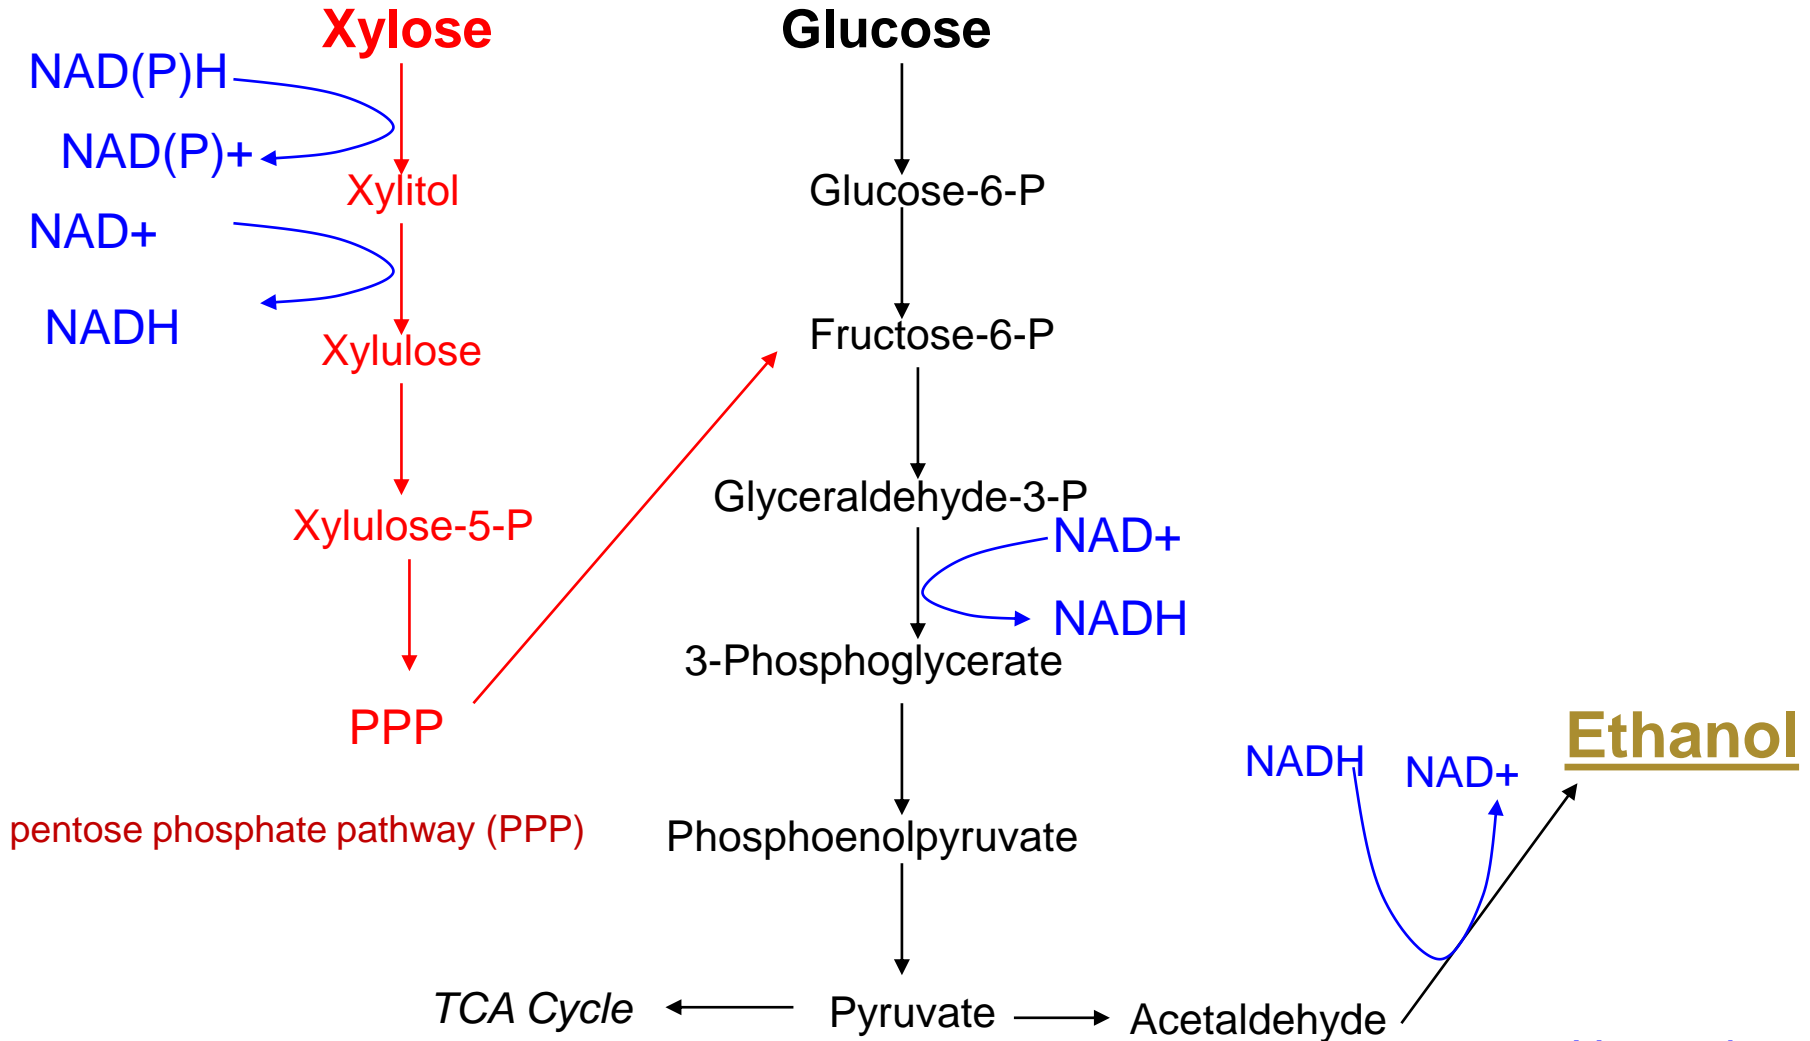 Xylose
Glucose
NAD(P)H
NAD(P)+
Xylitol
Glucose-6-P
NAD+
NADH
Xylulose
Fructose-6-P
Glyceraldehyde-3-P
Xylulose-5-P
NAD+
NADH
3-Phosphoglycerate
PPP
Ethanol
NADH
NAD+
pentose phosphate pathway (PPP)
Phosphoenolpyruvate
TCA Cycle
Pyruvate
Acetaldehyde